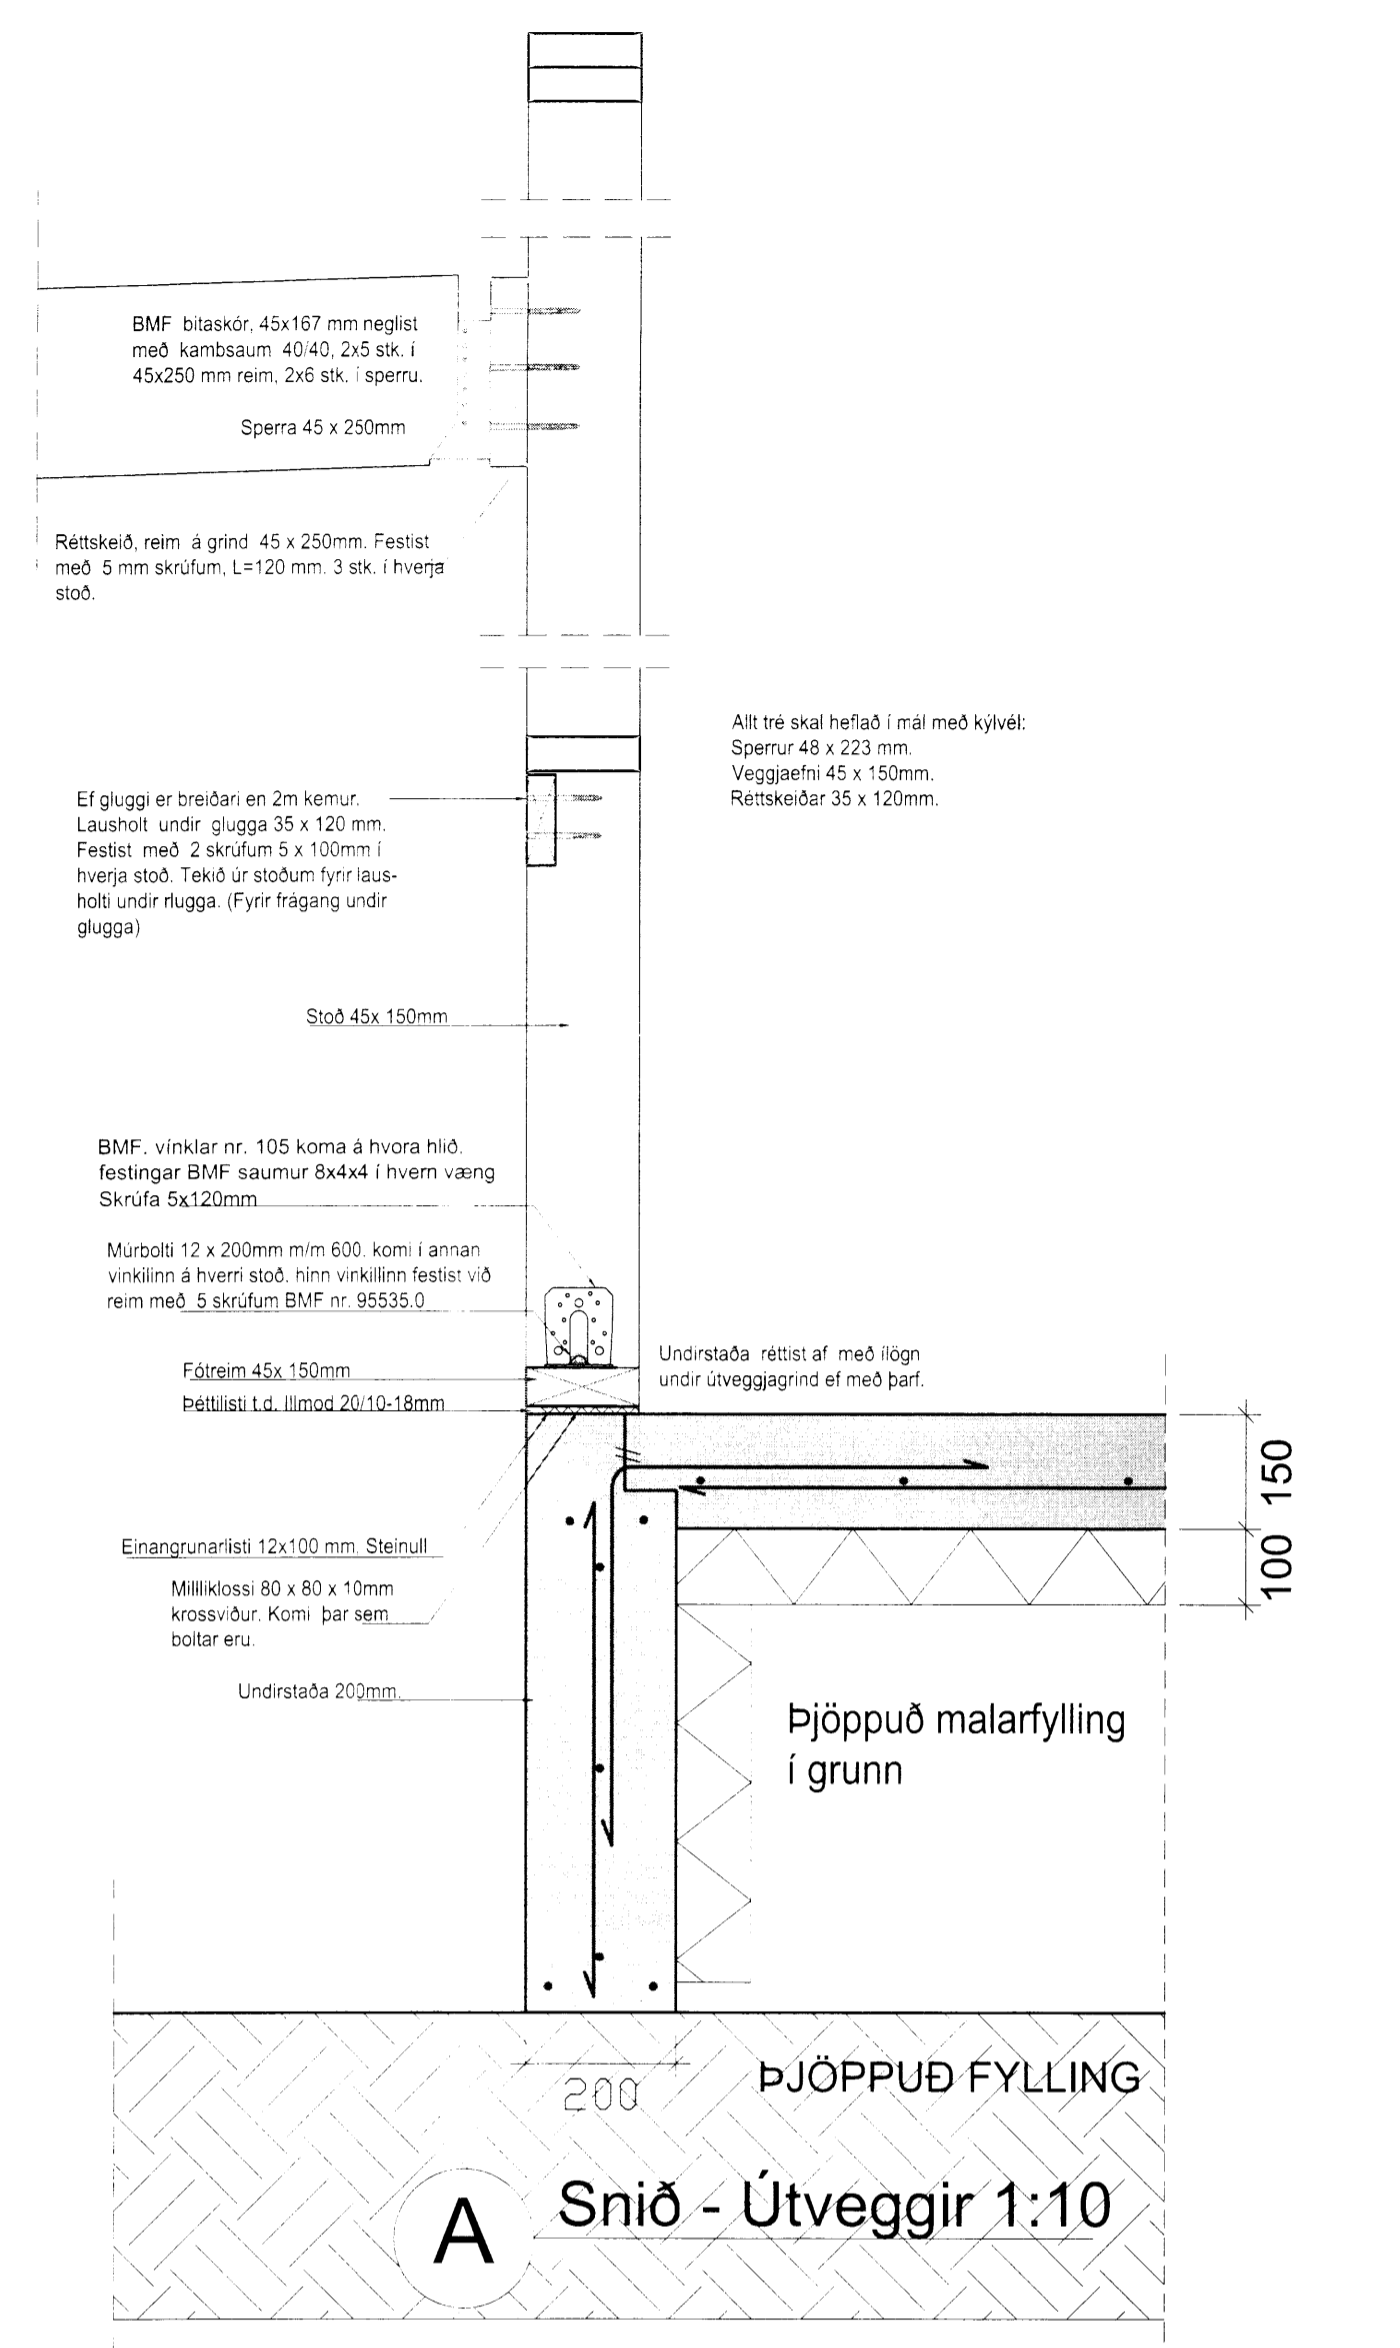 BMF bitaskór, 45x167 mm neglist
með kambsaum 40/40, 2x5 stk. í
45x250 mm reim, 2x6 stk. í sperru.
Sperra 45 x 250mm
Réttskeið, reim á grind 45 x 250mm. Festist
með 5 mm skrúfum, L=120 mm. 3 stk. í hverja
stoð.
Allt tré skal heflað í mál með kýlvél:
Sperrur 48 x 223 mm.
Veggjaefni 45 x 150mm.
Réttskeiðar 35 x 120mm.
Ef gluggi er breiðari en 2m kemur.
Lausholt undir glugga 35 x 120 mm.
Festist með 2 skrúfum 5 x 100mm í
hverja stoð. Tekið úr stoðum fyrir laus-
holti undir rlugga. (Fyrir frágang undir
glugga)
Stoð 45x 150mm
BMF. vínklar nr. 105 koma á hvora hlið.
festingar BMF saumur 8x4x4 í hvern væng
Skrúfa 5x120mm
Múrbolti 12 x 200mm m/m 600. komi í annan
vinkilinn á hverri stoð. hinn vinkillinn festist við
reim með 5 skrúfum BMF nr. 95535.0
Undirstaða réttist af með ílögn
undir útveggjagrind ef með þarf.
Fótreim 45x 150mm
Þéttilisti t.d. Illmod 20/10-18mm
150
100
Einangrunarlisti 12x100 mm. Steinull
Millliklossi 80 x 80 x 10mm
krossviður. Komi þar sem
boltar eru.
Undirstaða 200mm.
Þjöppuð malarfylling
í grunn
200
ÞJÖPPUÐ FYLLING
A
Snið - Útveggir 1:10